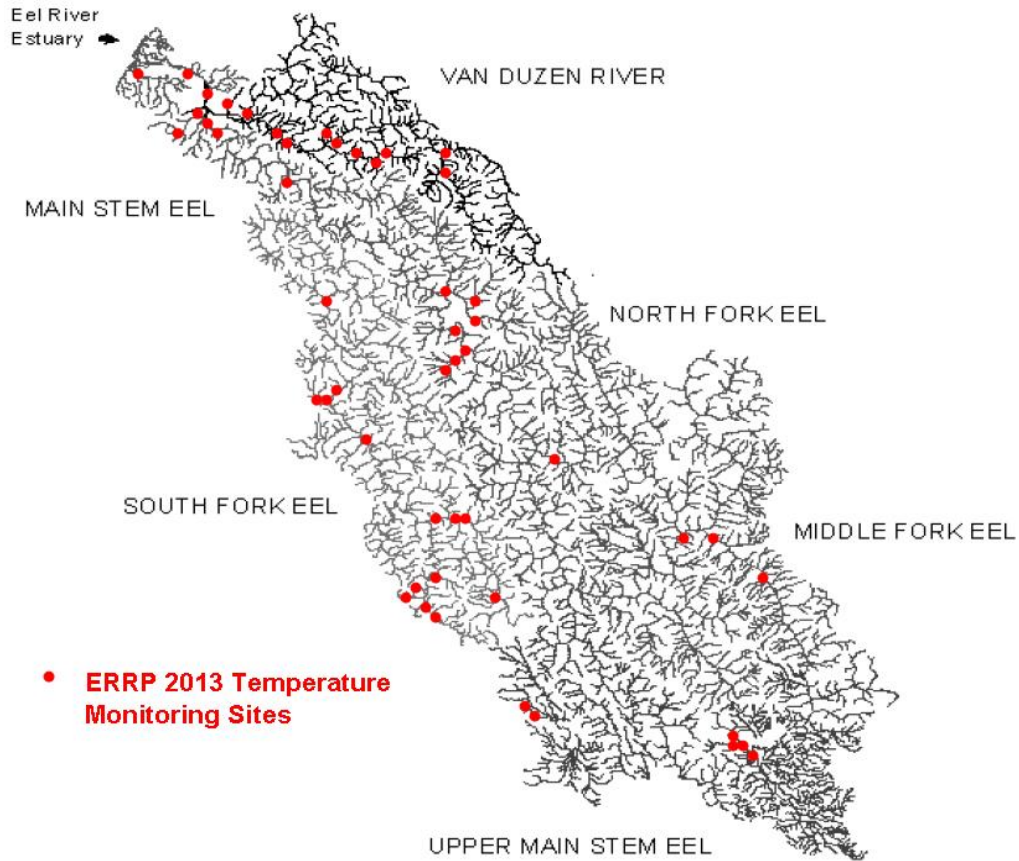 Eel River
Estuary
VAN DUZEN RIVER
MAIN STEM EEL
NORTH FORK EEL
SOUTH FORK EEL
MIDDLE FORK EEL
ERRP 2013 Temperature
Monitoring Sites
UPPER MAIN STEM EEL